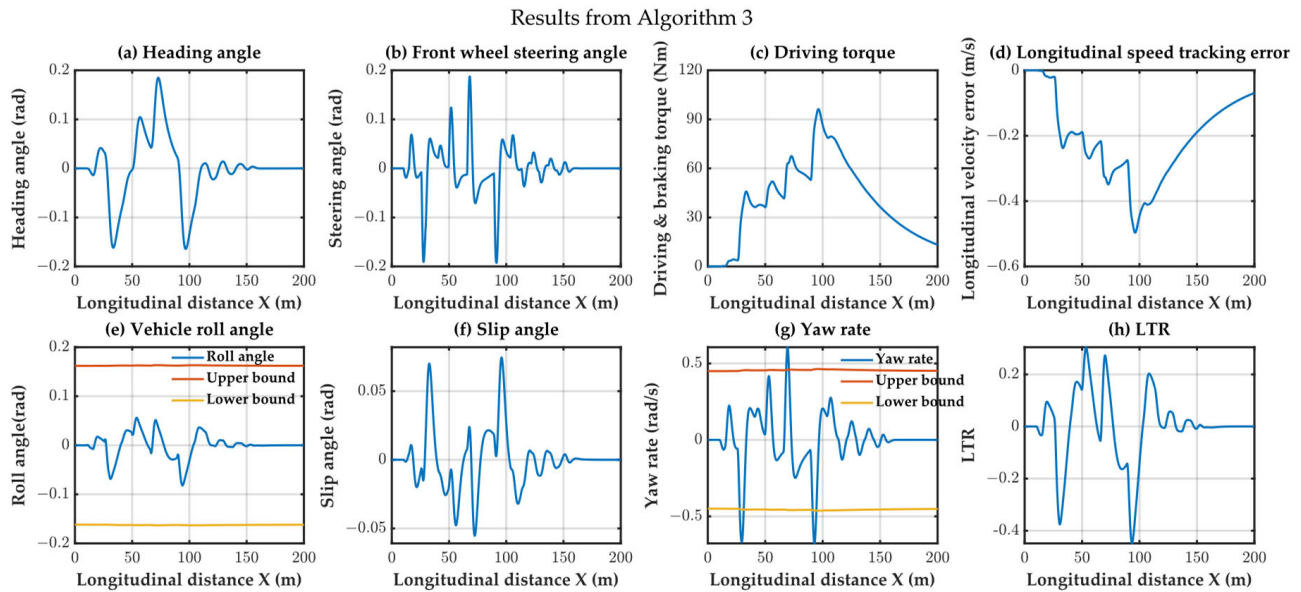 Results from Algorithm 3
(a) Heading angle
Heading angle (rad)
0.2
0.1
0
−0.1
−0.2
0 50 100 150 200
Longitudinal distance X (m)
(b) Front wheel steering angle
Steering angle (rad)
0.2
0.1
0
−0.1
−0.2
0 50 100 150 200
Longitudinal distance X (m)
(c) Driving torque
Driving & braking torque (Nm)
120
90
60
30
0
0 50 100 150 200
Longitudinal distance X (m)
(d) Longitudinal speed tracking error
Longitudinal velocity error (m/s)
0
−0.2
−0.4
−0.6
0 50 100 150 200
Longitudinal distance X (m)
(e) Vehicle roll angle
Roll angle(rad)
0.2
0.1
0
−0.1
−0.2
Roll angle
Upper bound
Lower bound
0 50 100 150 200
Longitudinal distance X (m)
(f) Slip angle
Slip angle (rad)
0.05
0
−0.05
0 50 100 150 200
Longitudinal distance X (m)
(g) Yaw rate
Yaw rate (rad/s)
0.5
0
−0.5
Yaw rate
Upper bound
Lower bound
0 50 100 150 200
Longitudinal distance X (m)
(h) LTR
LTR
0.2
0
−0.2
−0.4
0 50 100 150 200
Longitudinal distance X (m)